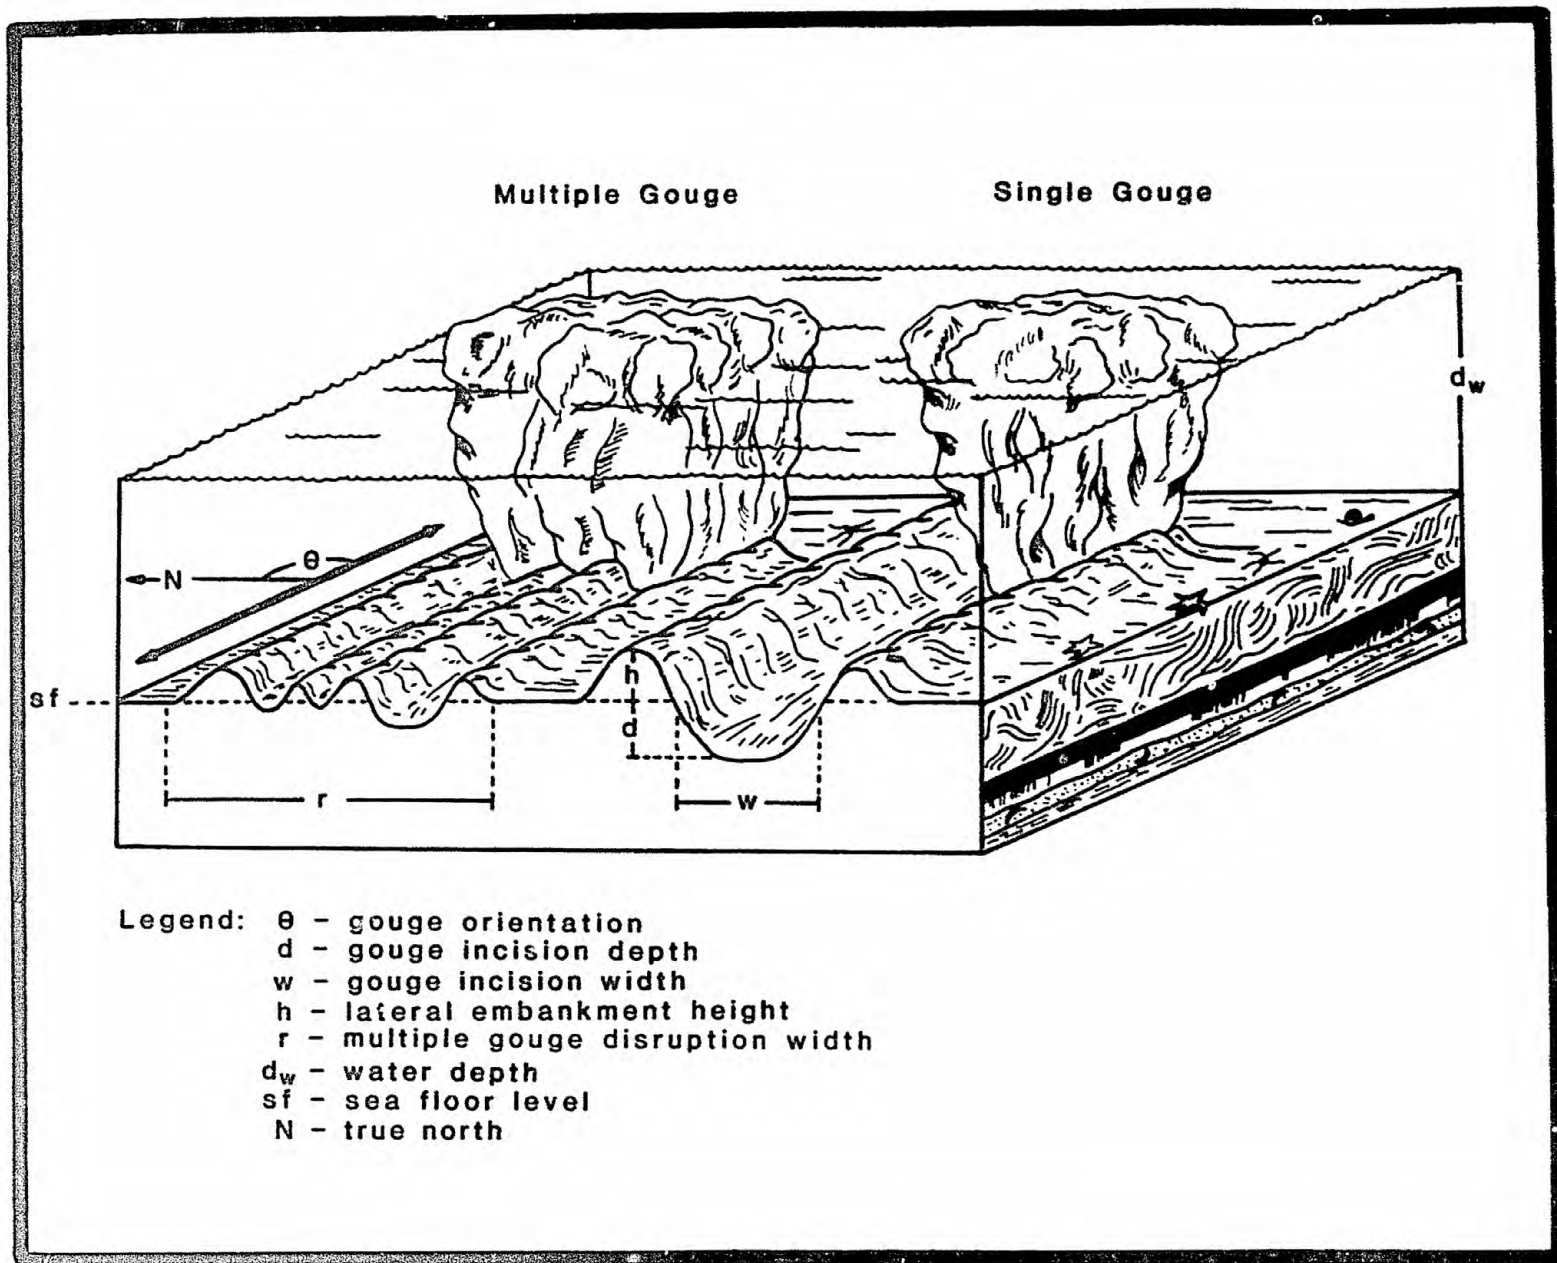 Multiple Gouge
Single Gouge
dw
θ
N
sf
h
d
r
w
Legend: θ - gouge orientation
d - gouge incision depth
w - gouge incision width
h - lateral embankment height
r - multiple gouge disruption width
dw - water depth
sf - sea floor level
N - true north